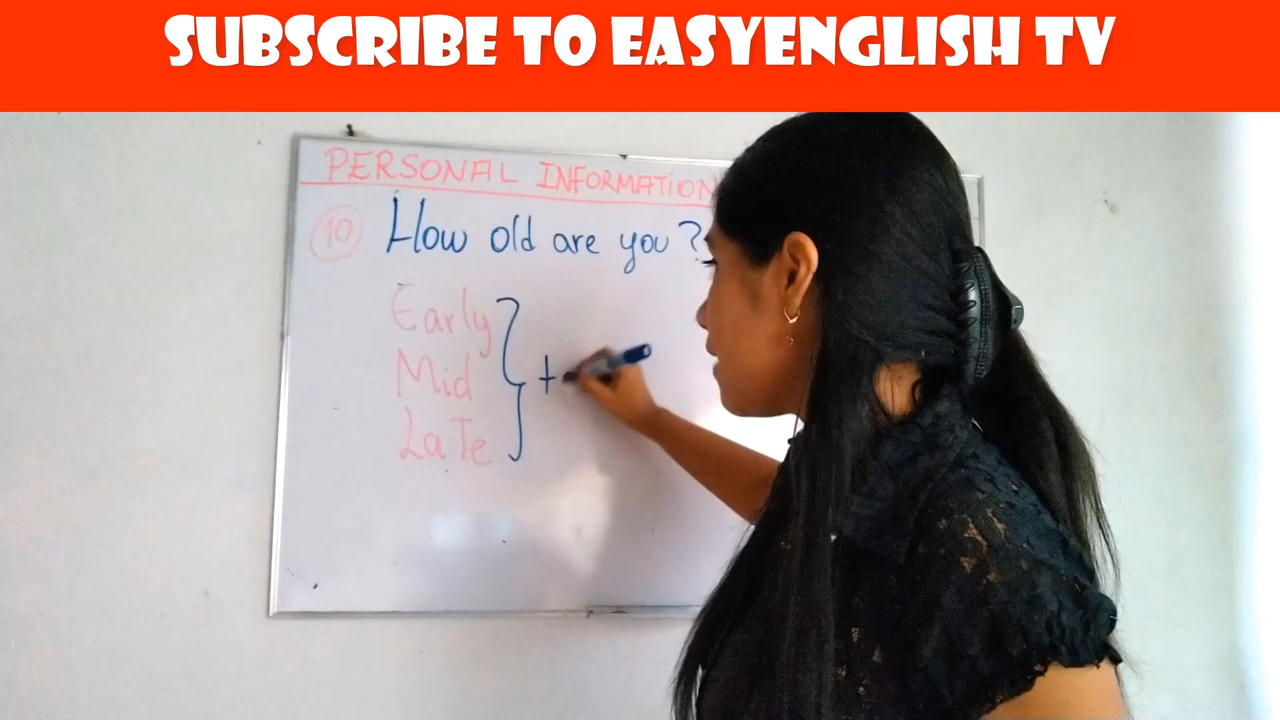 SUBSCRIBE TO EASYENGLISH TV
PERSONAL INFORMATION
10 How old are you?
Early
Mid
Late
+